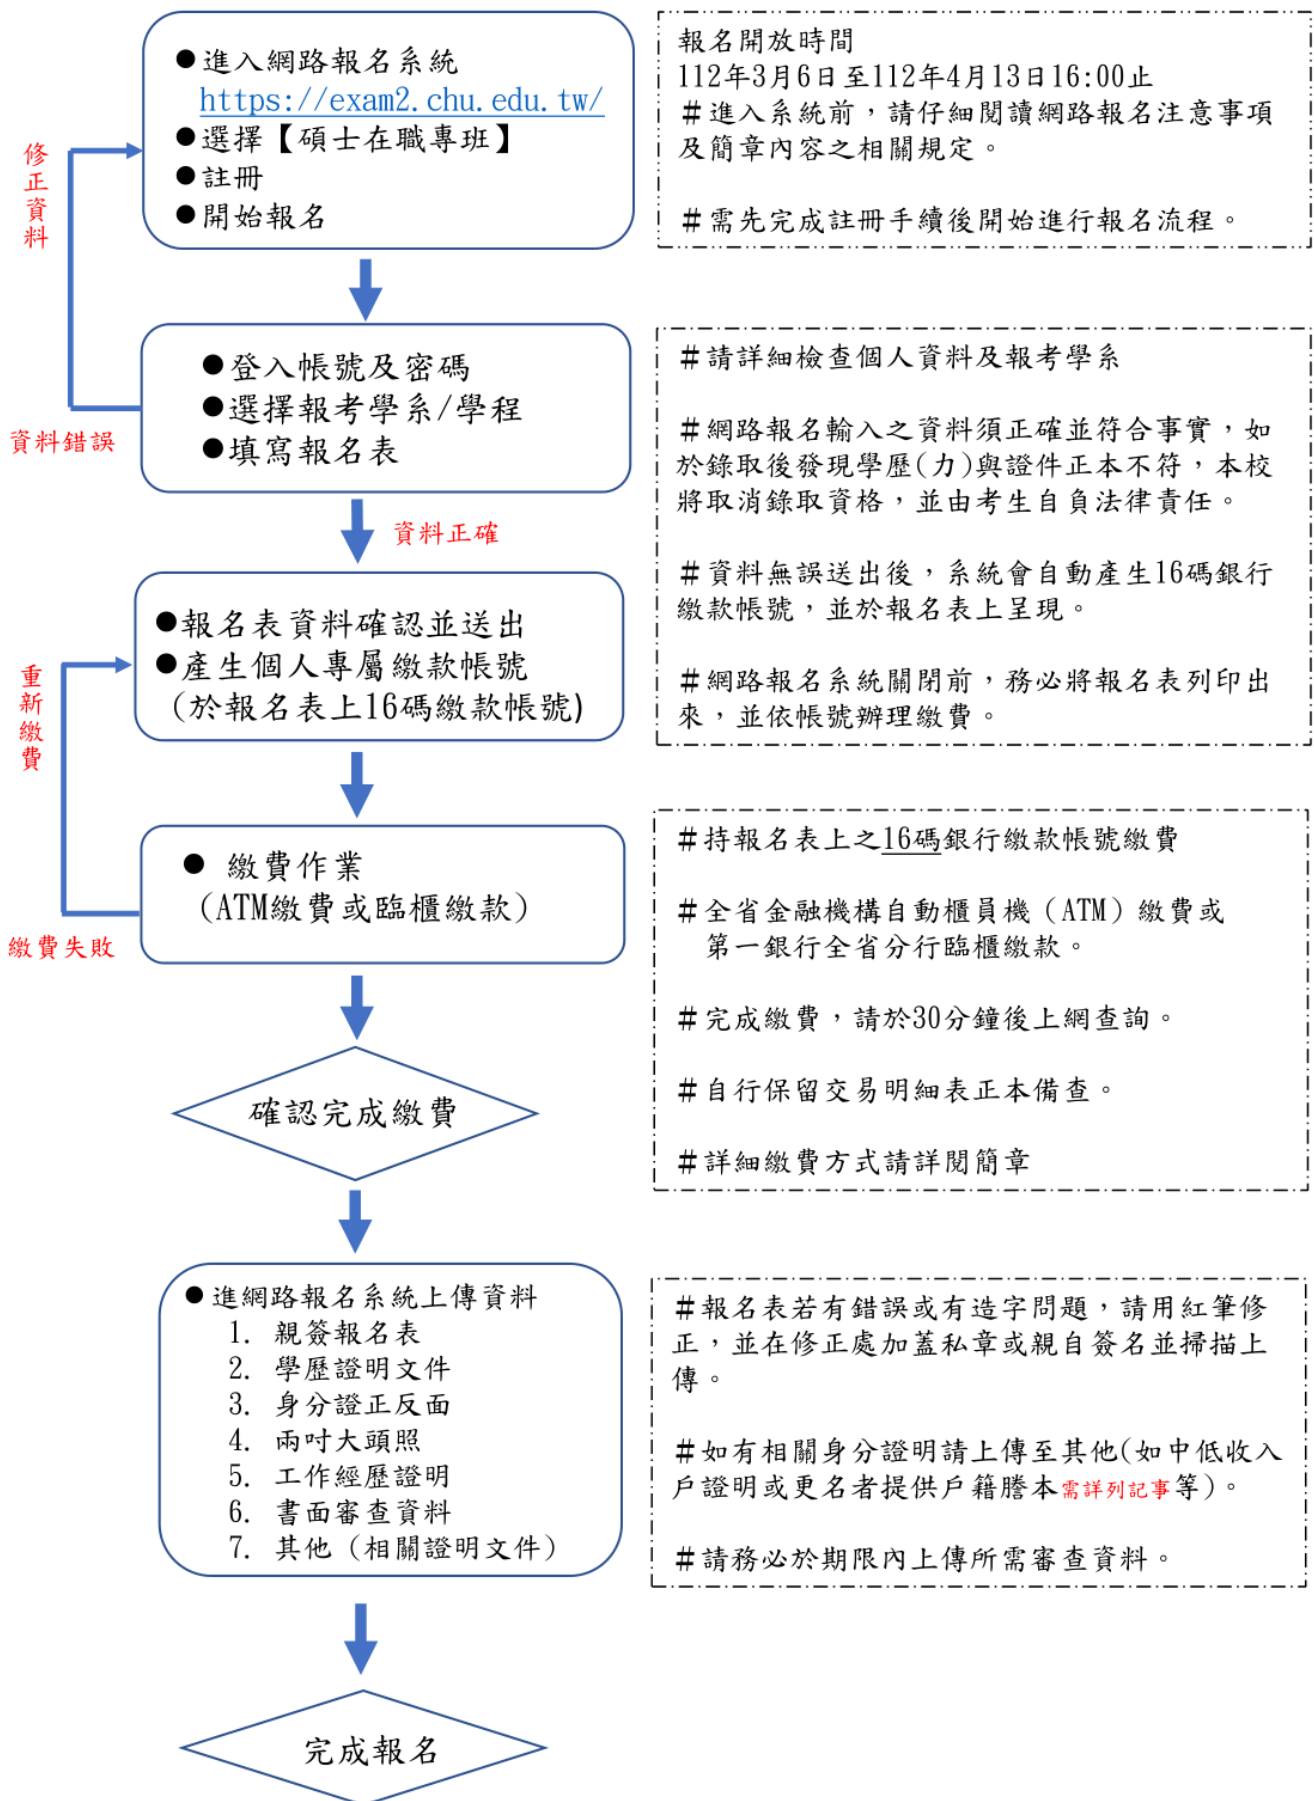 ●進入網路報名系統
https://exam2.chu.edu.tw/
●選擇【碩士在職專班】
●註冊
●開始報名
報名開放時間
112年3月6日至112年4月13日16:00止
#進入系統前，請仔細閱讀網路報名注意事項
及簡章內容之相關規定。
#需先完成註冊手續後開始進行報名流程。
修正資料
資料錯誤
●登入帳號及密碼
●選擇報考學系/學程
●填寫報名表
資料正確
#請詳細檢查個人資料及報考學系
#網路報名輸入之資料須正確並符合事實，如
於錄取後發現學歷(力)與證件正本不符，本校
將取消錄取資格，並由考生自負法律責任。
#資料無誤送出後，系統會自動產生16碼銀行
繳款帳號，並於報名表上呈現。
#網路報名系統關閉前，務必將報名表列印出
來，並依帳號辦理繳費。
●報名表資料確認並送出
●產生個人專屬繳款帳號
(於報名表上16碼繳款帳號)
重新繳費
繳費失敗
● 繳費作業
（ATM繳費或臨櫃繳款）
#持報名表上之16碼銀行繳款帳號繳費
#全省金融機構自動櫃員機（ATM）繳費或
第一銀行全省分行臨櫃繳款。
#完成繳費，請於30分鐘後上網查詢。
#自行保留交易明細表正本備查。
#詳細繳費方式請詳閱簡章
確認完成繳費
●進網路報名系統上傳資料
1. 親簽報名表
2. 學歷證明文件
3. 身分證正反面
4. 兩吋大頭照
5. 工作經歷證明
6. 書面審查資料
7. 其他（相關證明文件）
#報名表若有錯誤或有造字問題，請用紅筆修
正，並在修正處加蓋私章或親自簽名並掃描上
傳。
#如有相關身分證明請上傳至其他(如中低收入
戶證明或更名者提供戶籍謄本需詳列記事等)。
#請務必於期限內上傳所需審查資料。
完成報名